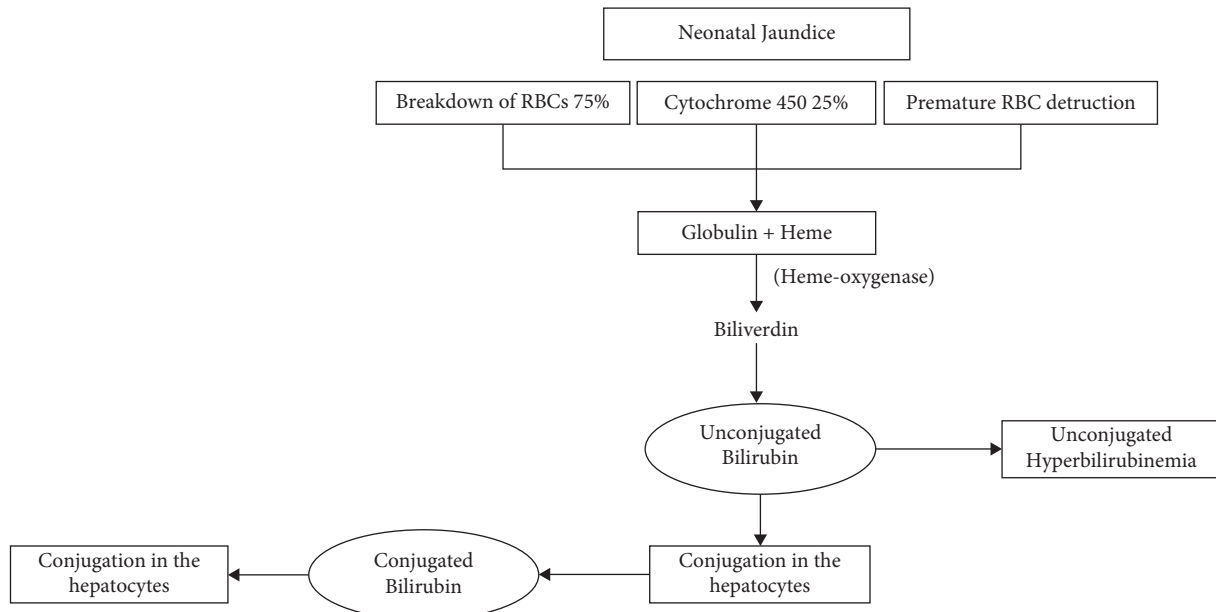 Neonatal Jaundice
Breakdown of RBCs 75%
Cytochrome 450 25%
Premature RBC detruction
Globulin + Heme
(Heme-oxygenase)
Biliverdin
Unconjugated
Bilirubin
Unconjugated
Hyperbilirubinemia
Conjugation in the
hepatocytes
Conjugated
Bilirubin
Conjugation in the
hepatocytes